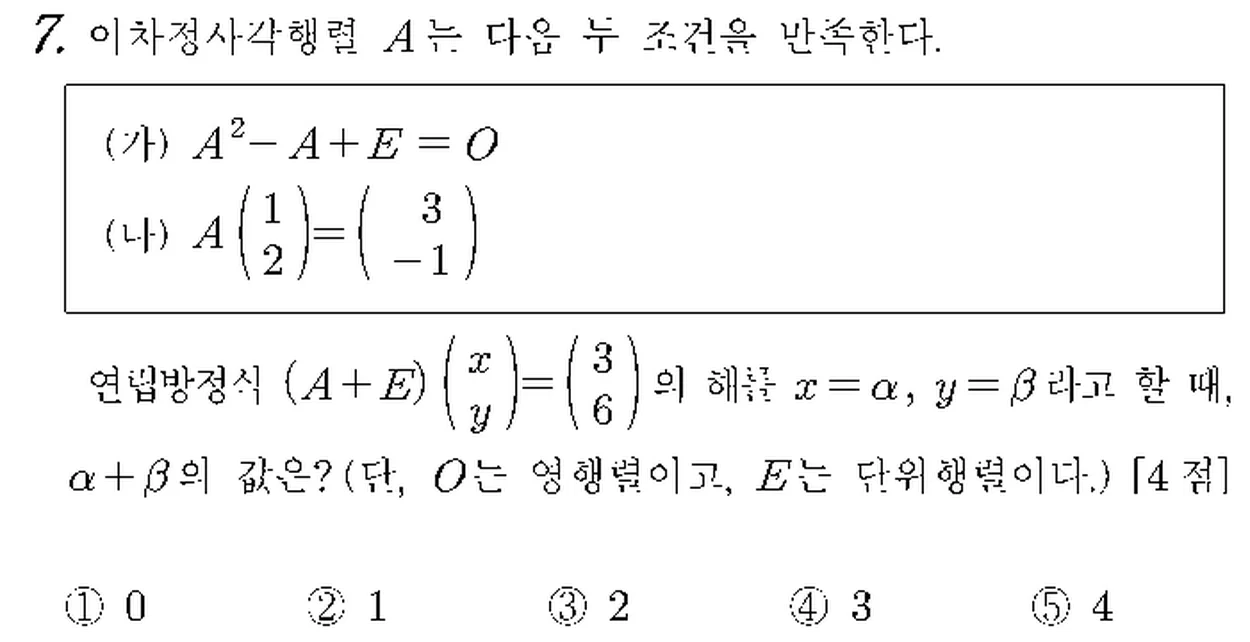 7. 이차정사각행렬 A는 다음 두 조건을 만족한다.
(가) A² − A + E = O
(나) A(1 2) = (3 −1)
연립방정식 (A+E)(x y) = (3 6)의 해를 x = α, y = β라고 할 때,
α+β의 값은? (단, O는 영행렬이고, E는 단위행렬이다.) [4 점]
① 0 ② 1 ③ 2 ④ 3 ⑤ 4